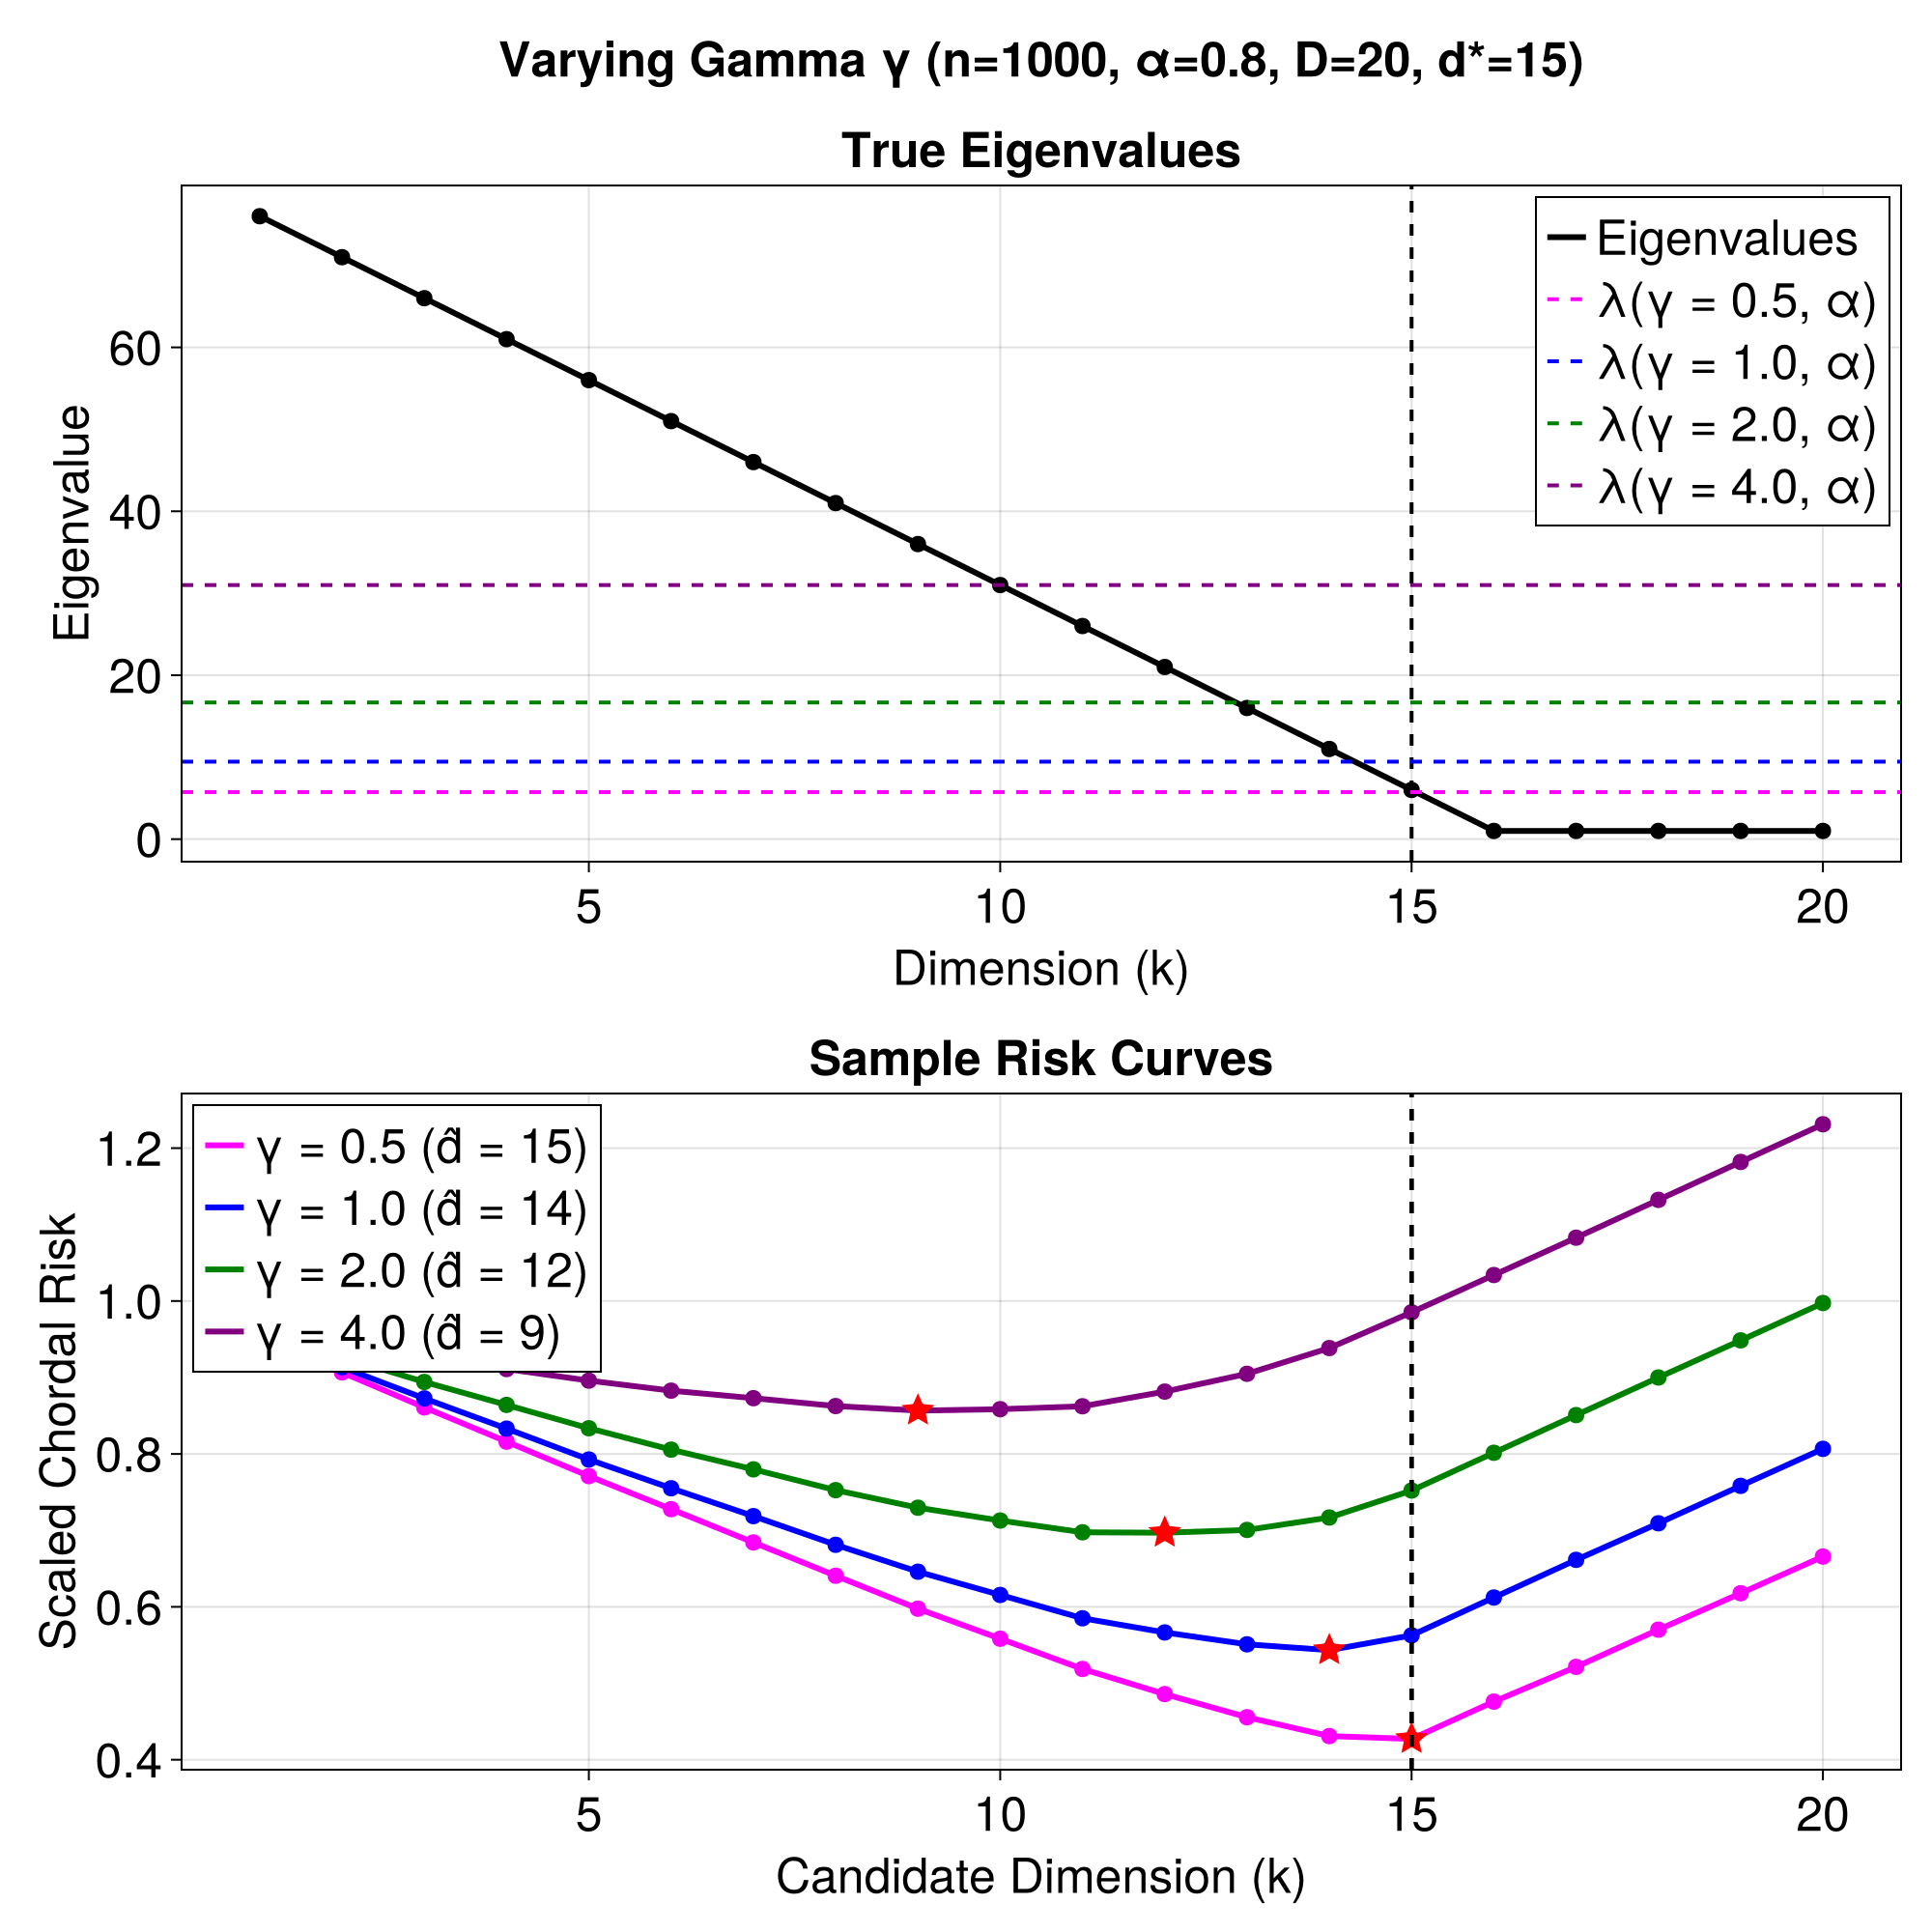 Varying Gamma γ (n=1000, α=0.8, D=20, d*=15)
True Eigenvalues
Eigenvalue
60
40
20
0
Eigenvalues
λ(γ = 0.5, α)
λ(γ = 1.0, α)
λ(γ = 2.0, α)
λ(γ = 4.0, α)
5 10 15 20
Dimension (k)
Sample Risk Curves
Scaled Chordal Risk
1.2
1.0
0.8
0.6
0.4
γ = 0.5 (d̂ = 15)
γ = 1.0 (d̂ = 14)
γ = 2.0 (d̂ = 12)
γ = 4.0 (d̂ = 9)
5 10 15 20
Candidate Dimension (k)